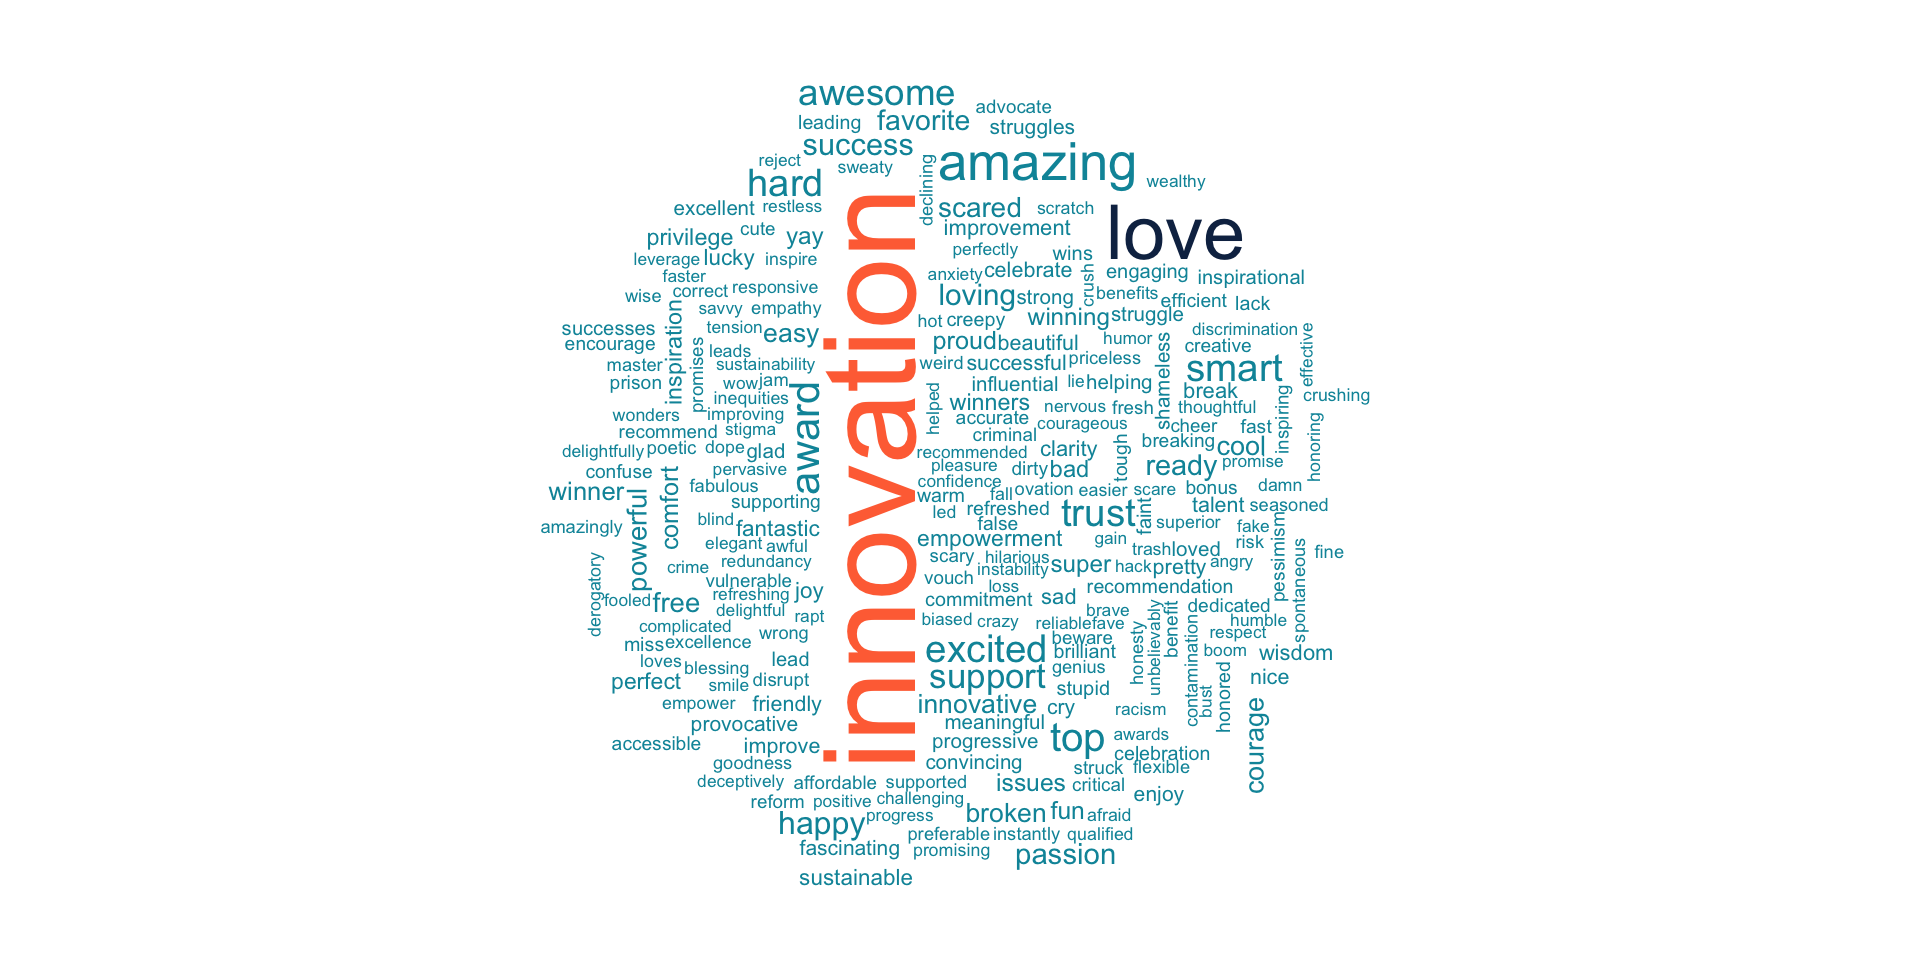 awesome
advocate
leading
favorite
struggles
success
amazing
reject
sweaty
declining
hard
wealthy
excellent
restless
scared
scratch
love
privilege
cute
yay
improvement
leverage
lucky
inspire
perfectly
wins
faster
anxiety
celebrate
crush
engaging
inspirational
wise
correct
responsive
loving
strong
benefits
efficient
lack
savvy
empathy
hot
creepy
winning
struggle
successes
inspiration
tension
easy
proud
beautiful
humor
shameless
discrimination
effective
encourage
promises
leads
creative
master
sustainability
weird
successful
priceless
smart
prison
wow
jam
influential
lie
helping
break
crushing
inequities
award
innovation
helped
winners
nervous
fresh
thoughtful
inspiring
wonders
improving
accurate
courageous
cheer
fast
honoring
recommend
stigma
criminal
clarity
tough
breaking
cool
delightfully
poetic
dope
glad
recommended
confuse
comfort
pervasive
pleasure
dirty
bad
ready
promise
winner
powerful
fabulous
confidence
supporting
warm
fall
ovation
easier
scare
bonus
damn
amazingly
blind
fantastic
led
refreshed
trust
faint
talent
seasoned
false
superior
fake
pessimism
elegant
awful
empowerment
gain
trash
loved
risk
spontaneous
fine
derogatory
crime
redundancy
scary
hilarious
super
hack
pretty
angry
vulnerable
instability
vouch
loss
recommendation
fooled
free
refreshing
joy
commitment
sad
delightful
rapt
brave
unbelievably
benefit
dedicated
complicated
wrong
biased
crazy
reliable
fave
honesty
contamination
humble
miss
excellence
excited
beware
respect
loves
blessing
lead
brilliant
boom
wisdom
perfect
smile
disrupt
support
genius
honored
nice
empower
friendly
stupid
bust
innovative
cry
racism
courage
provocative
meaningful
accessible
improve
progressive
top
awards
goodness
convincing
celebration
deceptively
affordable
supported
issues
struck
flexible
critical
reform
positive
challenging
enjoy
happy
progress
broken
fun
afraid
preferable
instantly
qualified
fascinating
promising
passion
sustainable